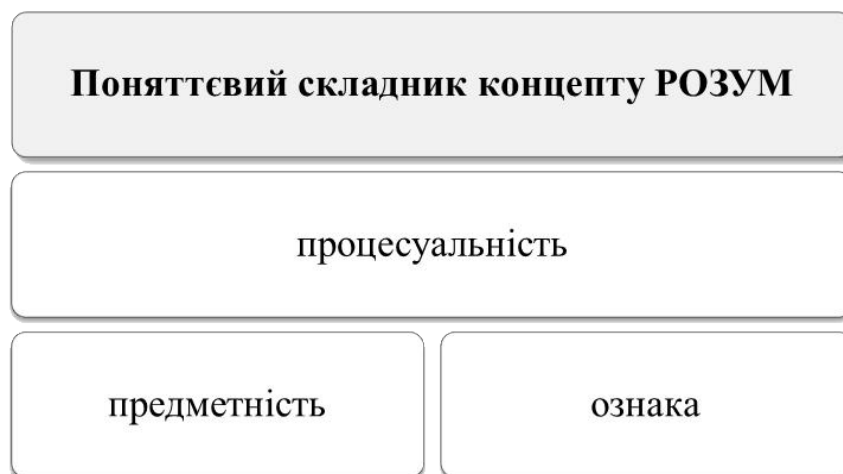 Поняттєвий складник концепту РОЗУМ
процесуальність
предметність
ознака